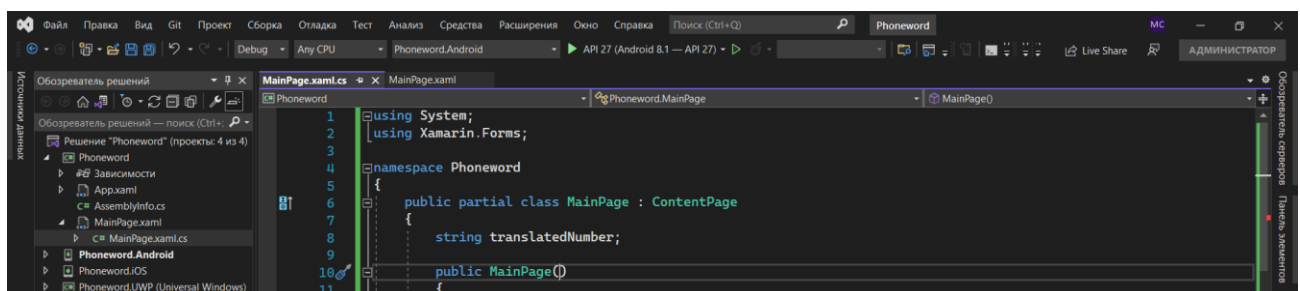 Файл Правка Вид Git Проект Сборка Отладка Тест Анализ Средства Расширения Окно Справка Поиск (Ctrl+Q) Phoneword MC
Debug Any CPU Phoneword.Android API 27 (Android 8.1 — API 27) Live Share АДМИНИСТРАТОР
Источники данных
Обозреватель решений
Обозреватель решений — поиск (Ctrl+;
Решение "Phoneword" (проекты: 4 из 4)
Phoneword
Зависимости
App.xaml
C# AssemblyInfo.cs
MainPage.xaml
C# MainPage.xaml.cs
Phoneword.Android
Phoneword.iOS
Phoneword.UWP (Universal Windows)
MainPage.xaml.cs MainPage.xaml
Phoneword Phoneword.MainPage MainPage()
1 using System;
2 using Xamarin.Forms;
3
4 namespace Phoneword
5 {
6 public partial class MainPage : ContentPage
7 {
8 string translatedNumber;
9
10 public MainPage()
11 {
Обозреватель серверов
Панель элементов